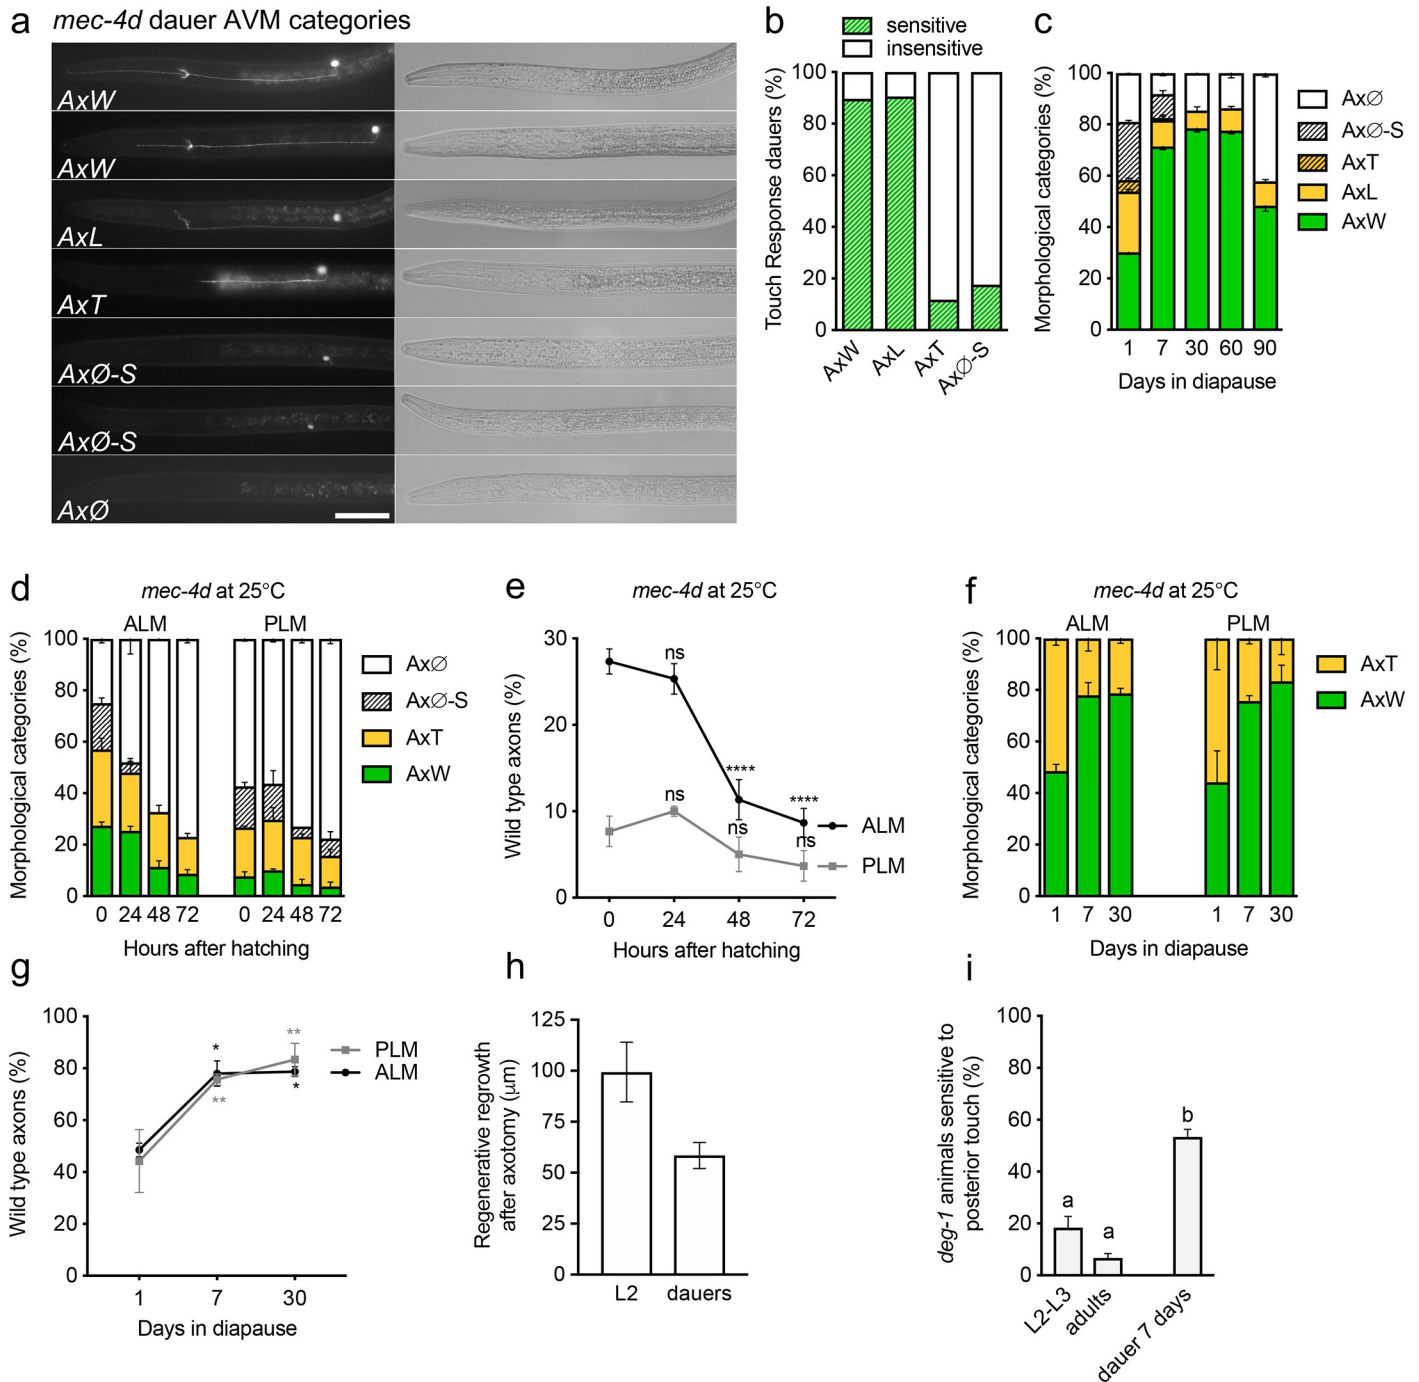 a
mec-4d dauer AVM categories
AxW
AxW
AxL
AxT
AxØ-S
AxØ-S
AxØ
b
sensitive
insensitive
Touch Response dauers (%)
100
80
60
40
20
0
AxW
AxL
AxT
AxØ-S
c
Morphological categories (%)
100
80
60
40
20
0
1 7 30 60 90
Days in diapause
AxØ
AxØ-S
AxT
AxL
AxW
d
mec-4d at 25°C
ALM
PLM
Morphological categories (%)
100
80
60
40
20
0
0 24 48 72
0 24 48 72
Hours after hatching
AxØ
AxØ-S
AxT
AxW
e
mec-4d at 25°C
Wild type axons (%)
30
20
10
0
ns
ns
****
ns
****
ns
ALM
PLM
0 24 48 72
Hours after hatching
f
mec-4d at 25°C
ALM
PLM
Morphological categories (%)
100
80
60
40
20
0
1 7 30
1 7 30
Days in diapause
AxT
AxW
g
Wild type axons (%)
100
80
60
40
20
0
*
**
**
*
PLM
ALM
1 7 30
Days in diapause
h
Regenerative regrowth
after axotomy (μm)
125
100
75
50
25
0
L2 dauers
i
deg-1 animals sensitive to
posterior touch (%)
100
80
60
40
20
0
a
a
b
L2-L3
adults
dauer 7 days